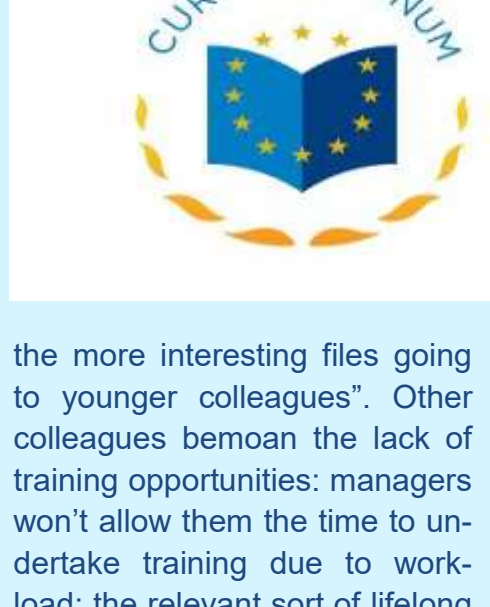 the more interesting files going
to younger colleagues”. Other
colleagues bemoan the lack of
training opportunities: managers
won’t allow them the time to un-
dertake training due to work-
load; the relevant sort of lifelong